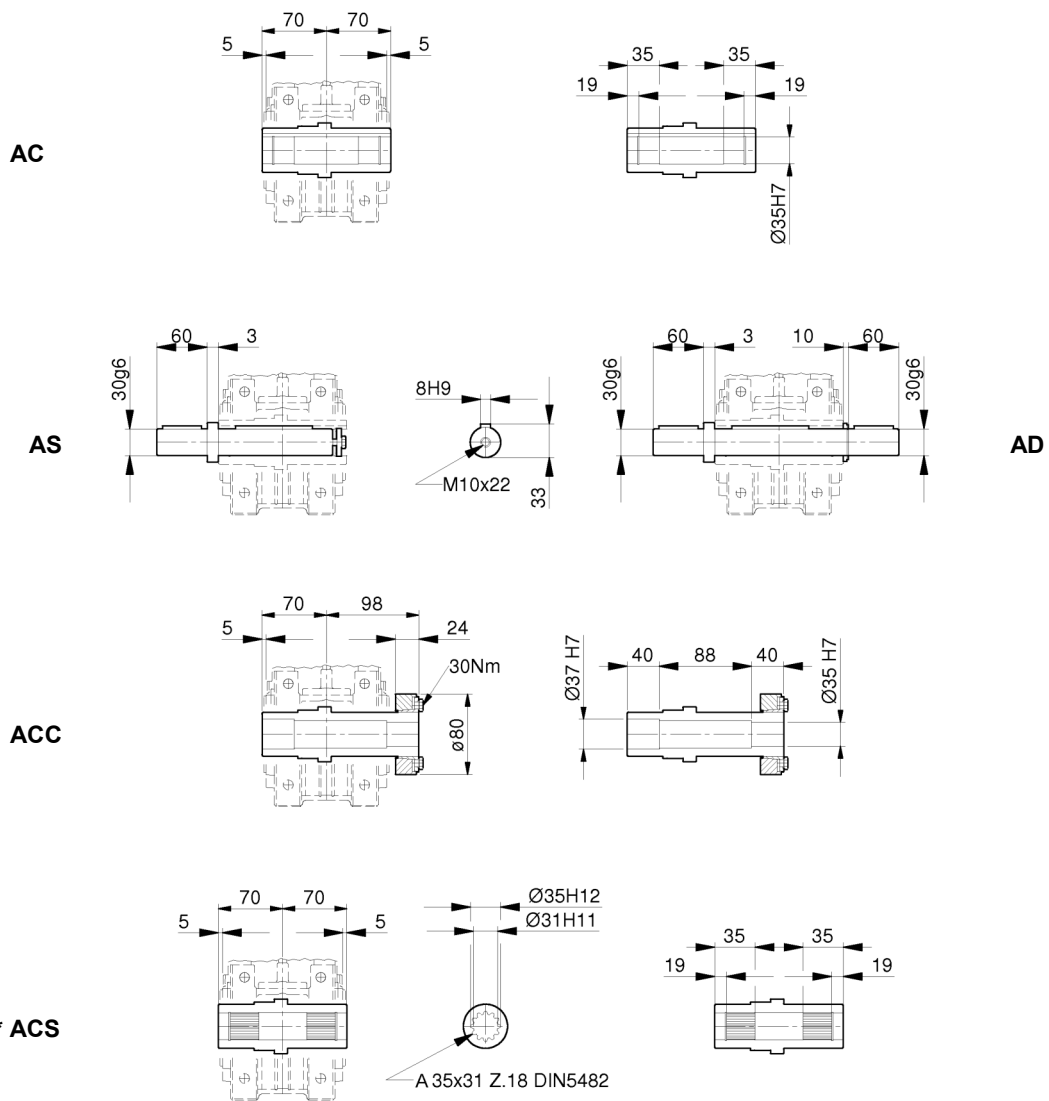 70 70
5 5
35 35
19 19
AC
Ø35H7
60 3
30g6
AS
8H9
M10x22
33
60 3 10 60
30g6
30g6
AD
70 98
5 24
30Nm
ø80
ACC
Ø37 H7
40 88 40
Ø35 H7
70 70
5 5
Ø35H12
Ø31H11
35 35
19 19
* ACS
A 35x31 Z.18 DIN5482